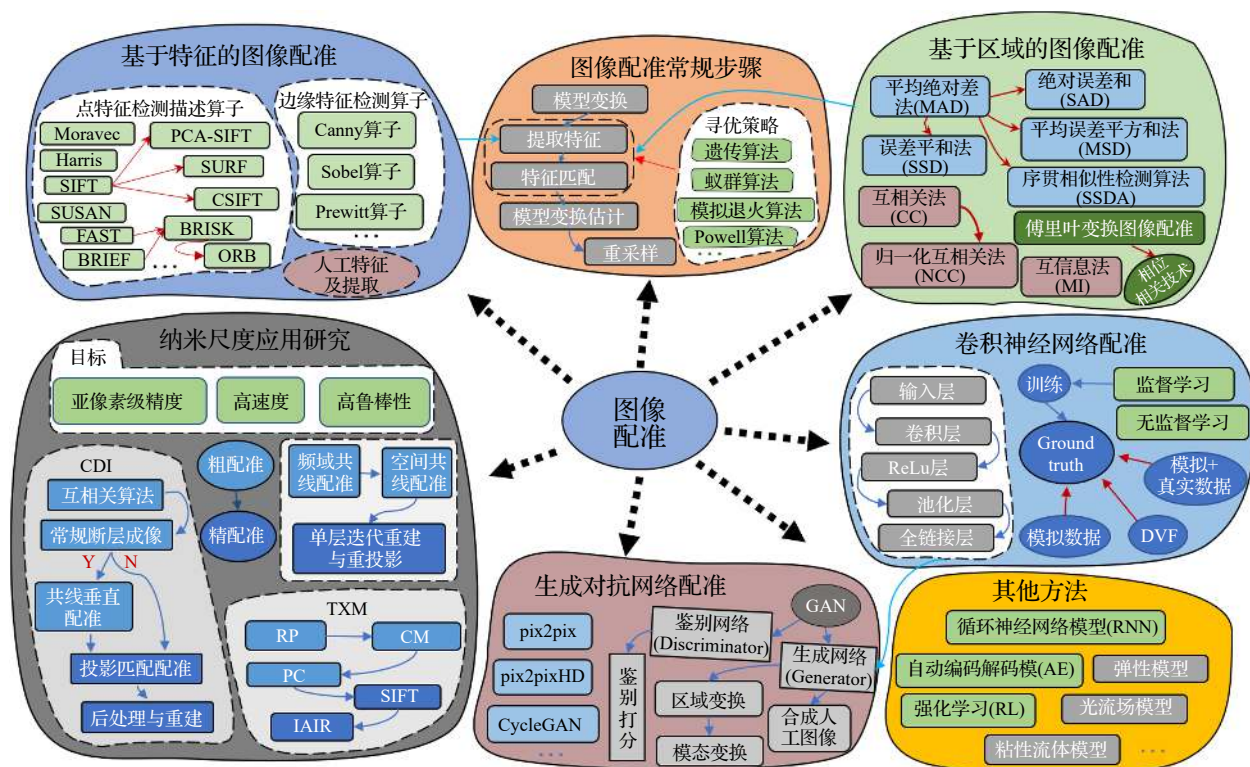 基于特征的图像配准
点特征检测描述算子
Moravec
PCA-SIFT
Harris
SURF
SIFT
CSIFT
SUSAN
FAST
BRISK
BRIEF
...
ORB
边缘特征检测算子
Canny算子
Sobel算子
Prewitt算子
...
人工特征
及提取
图像配准常规步骤
模型变换
提取特征
特征匹配
模型变换估计
重采样
寻优策略
遗传算法
蚁群算法
模拟退火算法
Powell算法
...
基于区域的图像配准
平均绝对差
法(MAD)
绝对误差和
(SAD)
误差平和法
(SSD)
平均误差平方和法
(MSD)
序贯相似性检测算法
(SSDA)
互相关法
(CC)
傅里叶变换图像配准
归一化互相关法
(NCC)
互信息法
(MI)
相位
相关技术
图像
配准
纳米尺度应用研究
目标
亚像素级精度
高速度
高鲁棒性
CDI
互相关算法
常规断层成像
Y
N
共线垂直
配准
投影匹配配准
后处理与重建
粗配准
精配准
频域共
线配准
空间共
线配准
单层迭代重建
与重投影
TXM
RP
CM
PC
SIFT
IAIR
卷积神经网络配准
输入层
卷积层
ReLu层
池化层
全链接层
训练
监督学习
无监督学习
Ground
truth
模拟+
真实数据
模拟数据
DVF
生成对抗网络配准
pix2pix
pix2pixHD
CycleGAN
...
GAN
鉴别网络
(Discriminator)
生成网络
(Generator)
鉴
别
打
分
区域变换
模态变换
合成人
工图像
其他方法
循环神经网络模型(RNN)
自动编码解码模(AE)
弹性模型
强化学习(RL)
光流场模型
粘性流体模型
...